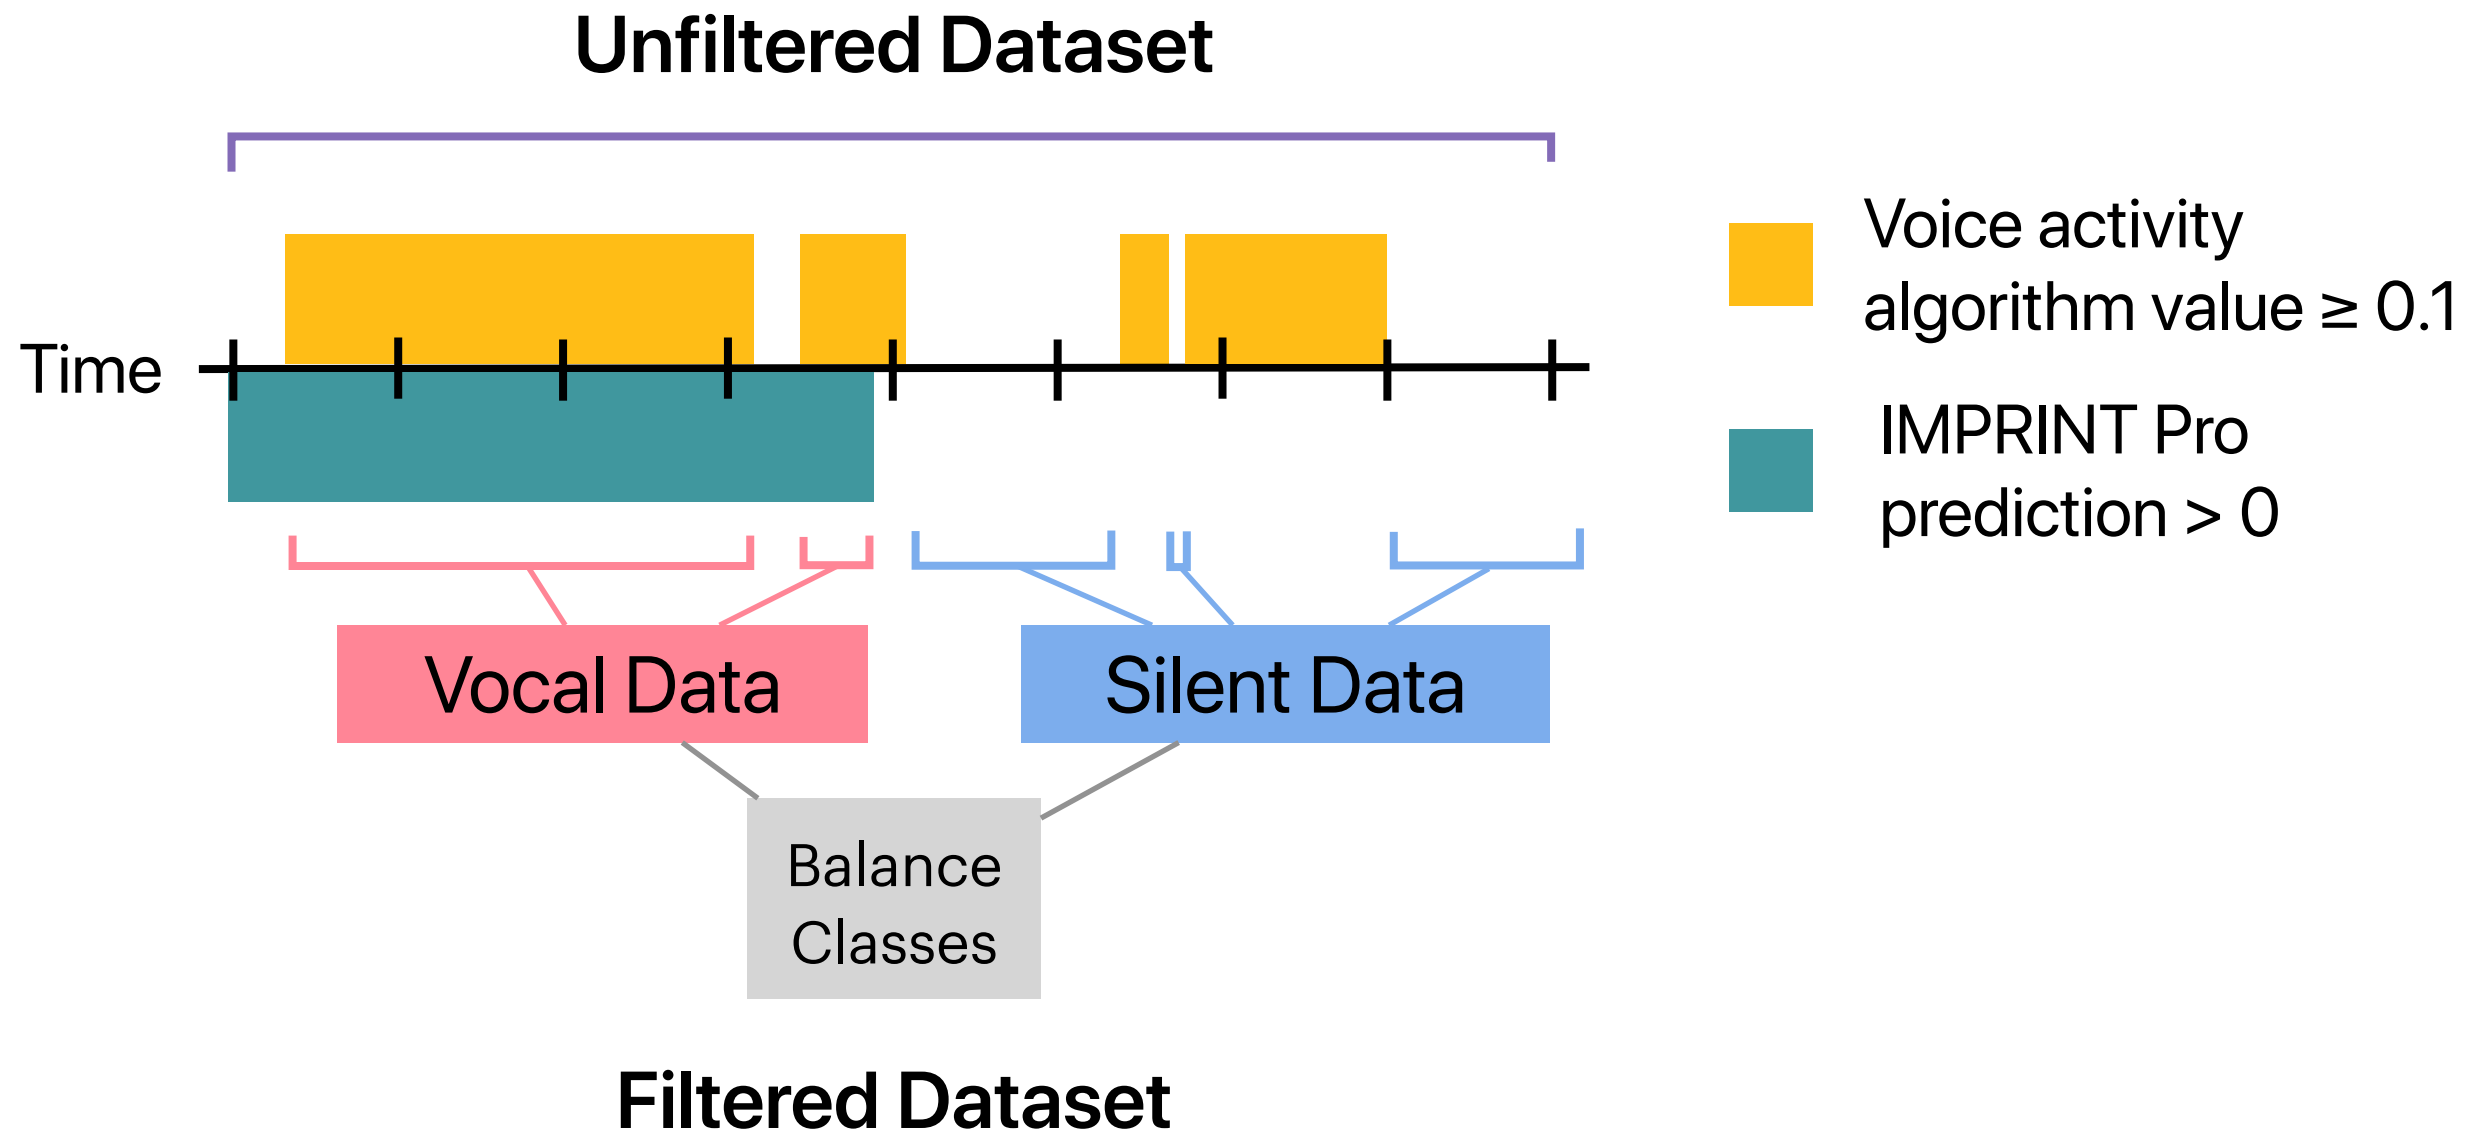 Unfiltered Dataset
Voice activity
algorithm value ≥ 0.1
Time
IMPRINT Pro
prediction > 0
Vocal Data
Silent Data
Balance
Classes
Filtered Dataset